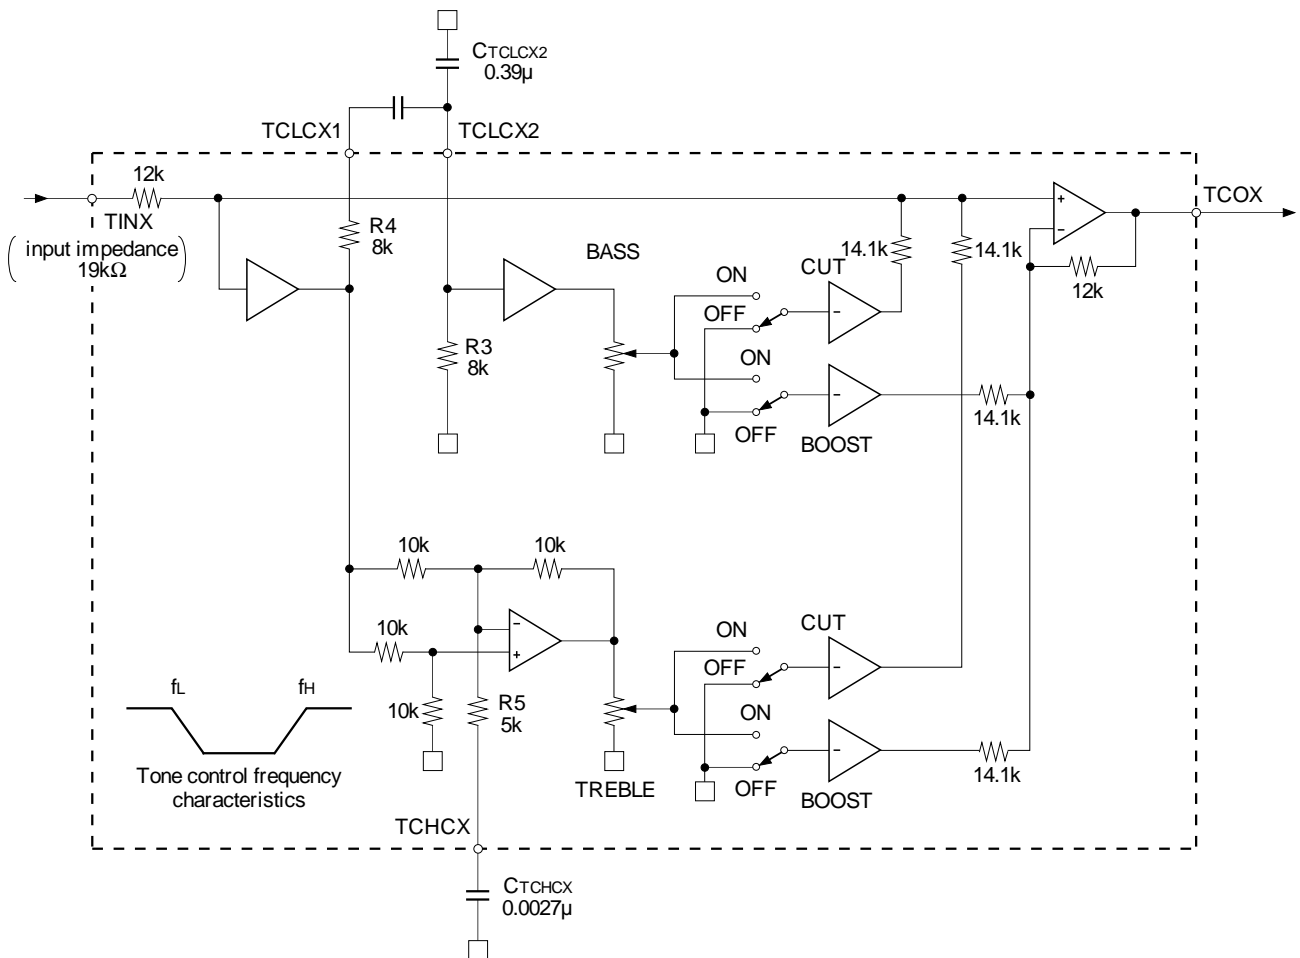 CTCLCX2
0.39μ
TCLCX1
TCLCX2
12k
TINX
( input impedance )
19kΩ
R4
8k
BASS
ON
CUT
14.1k
14.1k
TCOX
OFF
12k
R3
8k
ON
OFF
BOOST
14.1k
10k
10k
10k
10k
R5
5k
ON
CUT
OFF
ON
OFF
BOOST
14.1k
TREBLE
fL
fH
Tone control frequency
characteristics
TCHCX
CTCHCX
0.0027μ
+
−
−
−
−
+
−
−